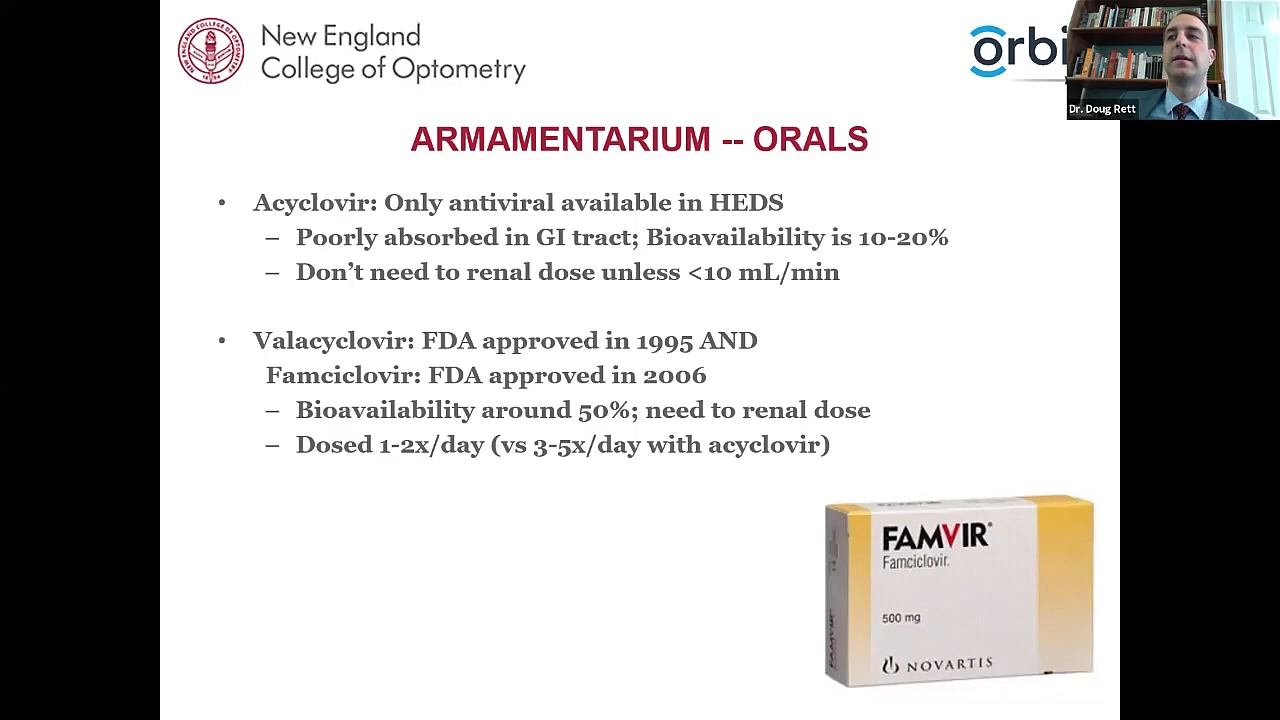 New England
College of Optometry
orbi
Dr. Doug Rett
ARMAMENTARIUM -- ORALS
• Acyclovir: Only antiviral available in HEDS
– Poorly absorbed in GI tract; Bioavailability is 10-20%
– Don't need to renal dose unless <10 mL/min
• Valacyclovir: FDA approved in 1995 AND
Famciclovir: FDA approved in 2006
– Bioavailability around 50%; need to renal dose
– Dosed 1-2x/day (vs 3-5x/day with acyclovir)
FAMVIR®
Famciclovir.
500 mg
NOVARTIS